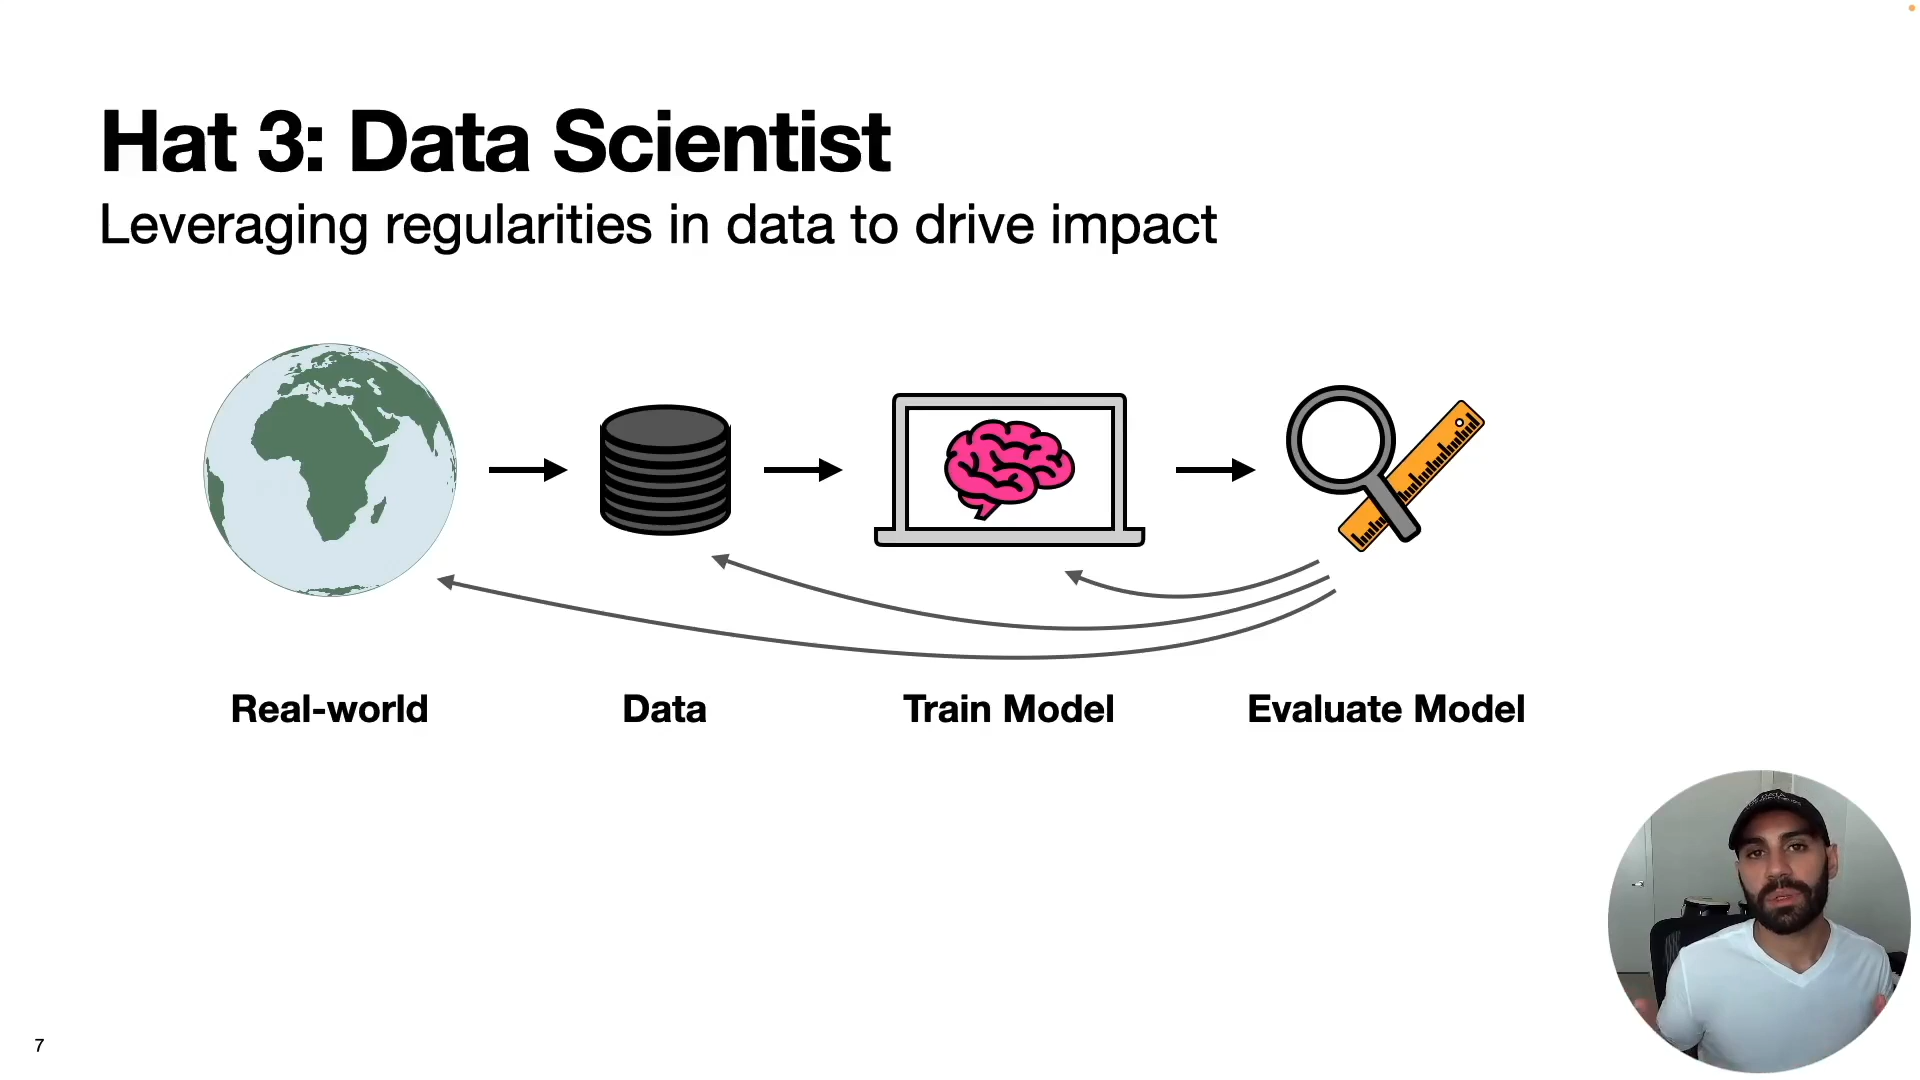 Hat 3: Data Scientist
Leveraging regularities in data to drive impact
Real-world
Data
Train Model
Evaluate Model
7